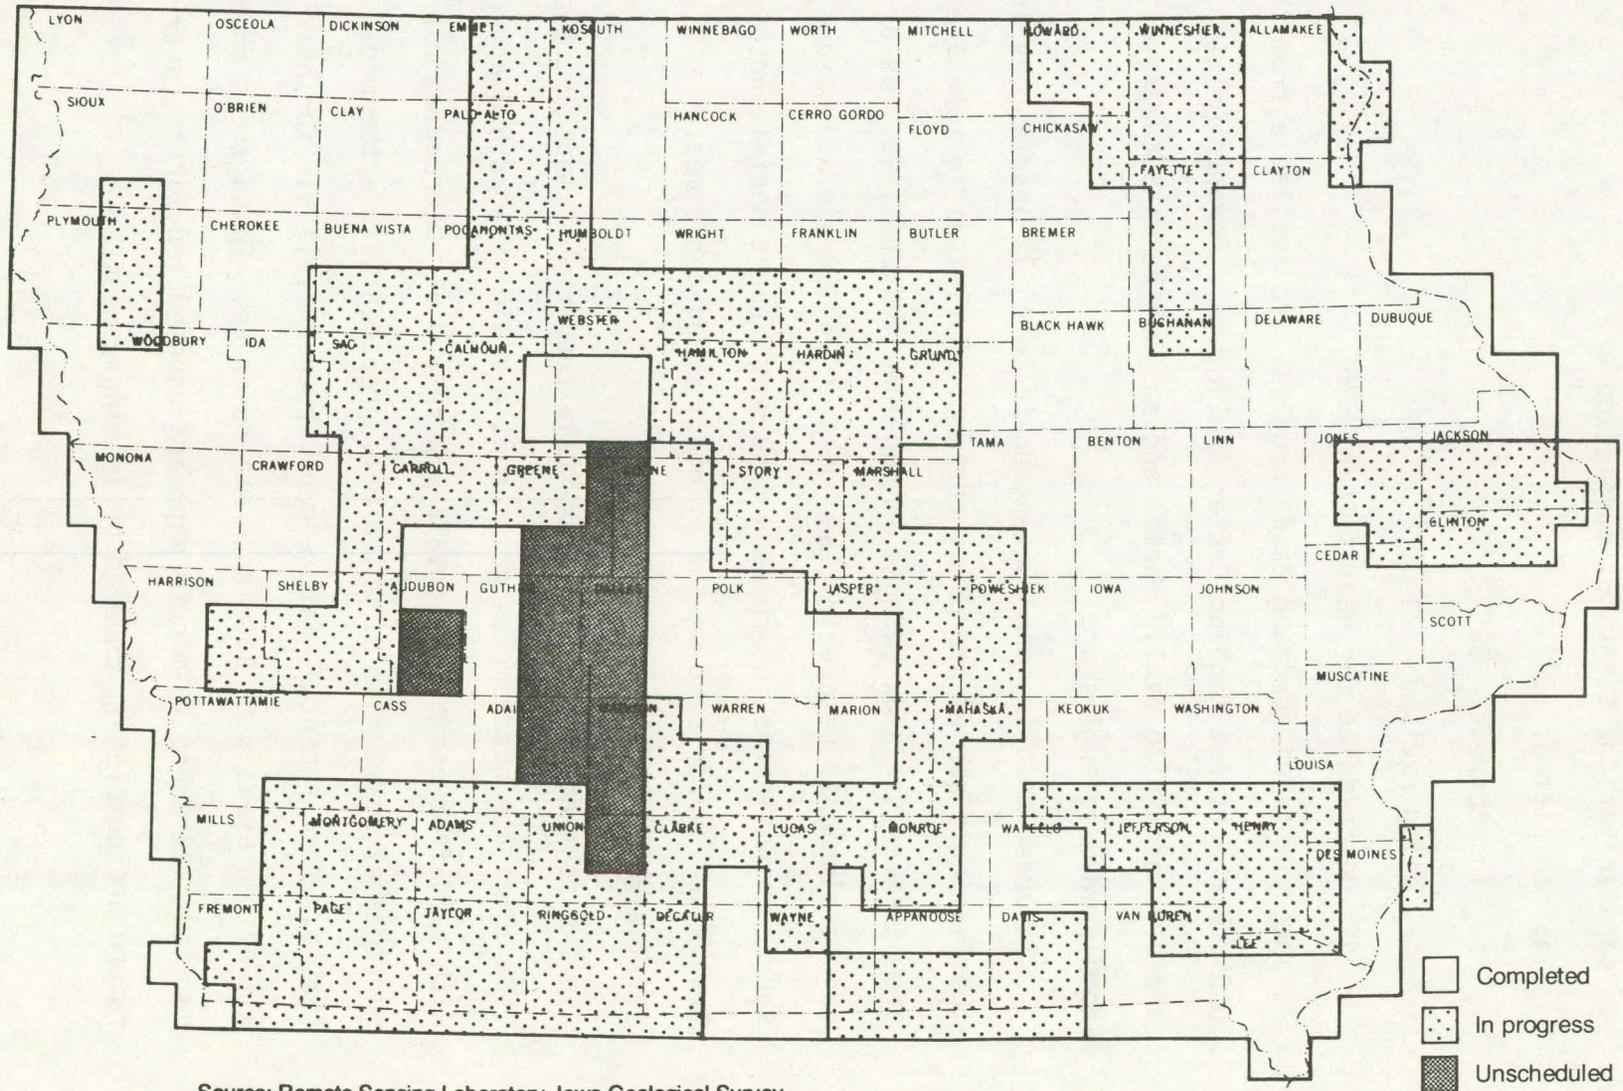 LYON OSCEOLA DICKINSON EMMET KOSSUTH WINNEBAGO WORTH MITCHELL HOWARD WINNESHIEK ALLAMAKEE
SIOUX O'BRIEN CLAY PALO ALTO HANCOCK CERRO GORDO FLOYD CHICKASAW
FAYETTE CLAYTON
PLYMOUTH CHEROKEE BUENA VISTA POCAHONTAS HUMBOLDT WRIGHT FRANKLIN BUTLER BREMER
WEBSTER BLACK HAWK BUCHANAN DELAWARE DUBUQUE
WOODBURY IDA SAC CALHOUN HAMILTON HARDIN GRUNDY
TAMA BENTON LINN JONES JACKSON
MONONA CRAWFORD CARROLL GREENE BOONE STORY MARSHALL
CLINTON
CEDAR
HARRISON SHELBY AUDUBON GUTHRIE DALLAS POLK JASPER POWESHIEK IOWA JOHNSON
SCOTT
MUSCATINE
POTTAWATTAMIE CASS ADAIR MADISON WARREN MARION MAHASKA KEOKUK WASHINGTON
LOUISA
MILLS MONTGOMERY ADAMS UNION CLARKE LUCAS MONROE WAPELLO JEFFERSON HENRY
DES MOINES
FREMONT PAGE TAYLOR RINGGOLD DECATUR WAYNE APPANOOSE DAVIS VAN BUREN
LEE
Completed
In progress
Unscheduled
Source: Remote Sensing Laboratory, Iowa Geological Survey